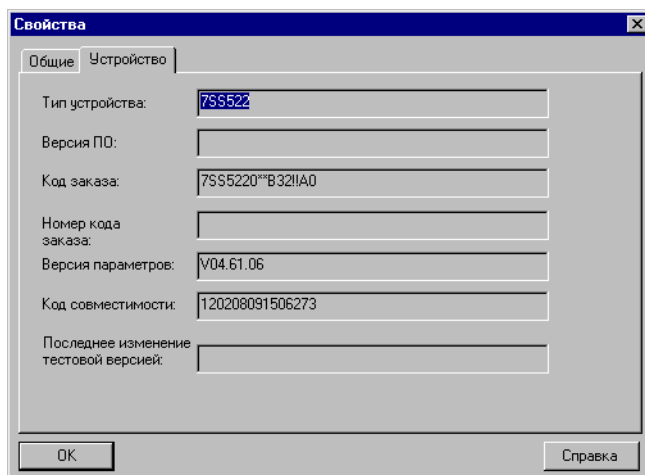 Свойства
Общие
Устройство
Тип устройства: 7SS522
Версия ПО:
Код заказа: 7SS5220**B32!!A0
Номер кода
заказа:
Версия параметров: V04.61.06
Код совместимости: 120208091506273
Последнее изменение
тестовой версией:
OK
Справка